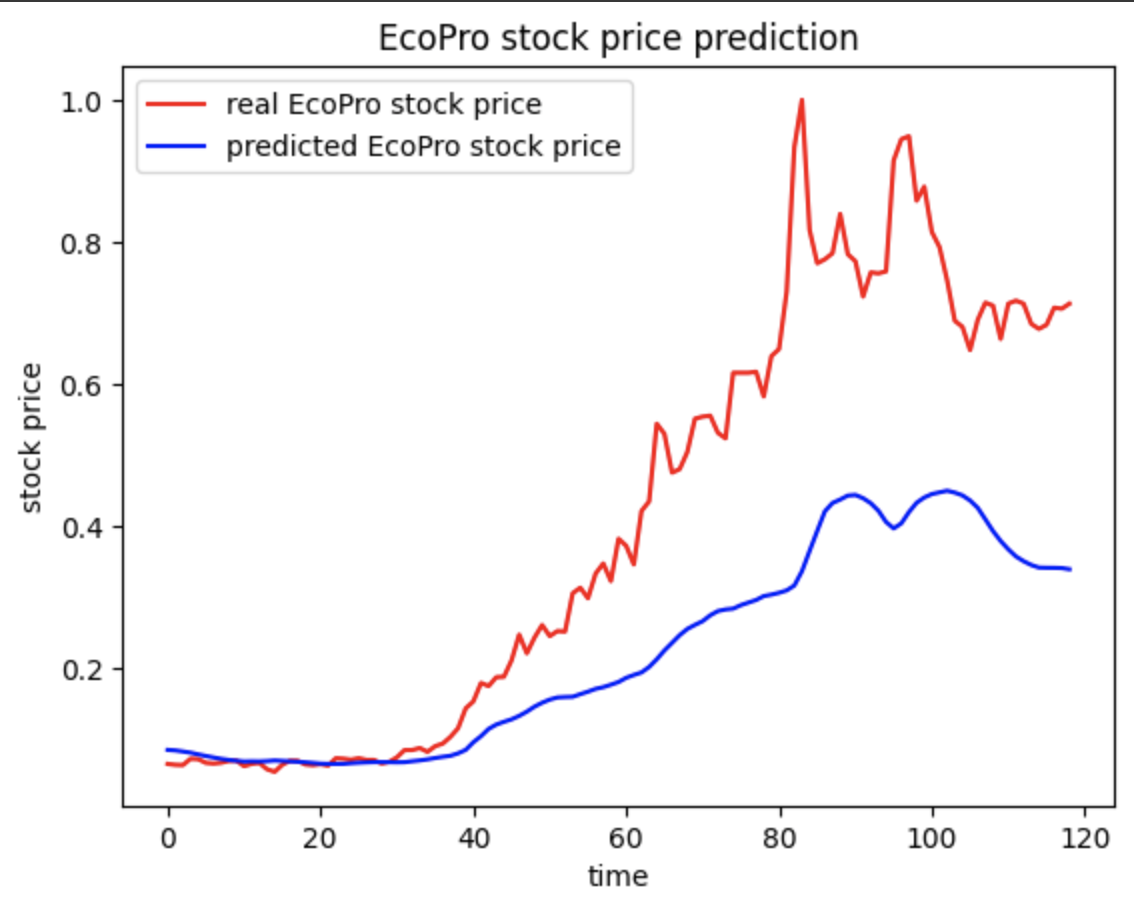 EcoPro stock price prediction
real EcoPro stock price
predicted EcoPro stock price
stock price
1.0
0.8
0.6
0.4
0.2
0 20 40 60 80 100 120
time